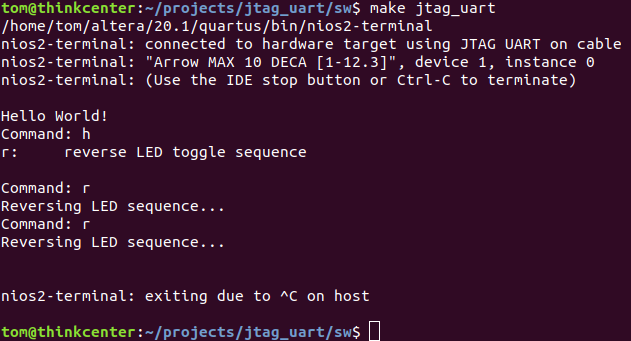 tom@thinkcenter:~/projects/jtag_uart/sw$ make jtag_uart
/home/tom/altera/20.1/quartus/bin/nios2-terminal
nios2-terminal: connected to hardware target using JTAG UART on cable
nios2-terminal: "Arrow MAX 10 DECA [1-12.3]", device 1, instance 0
nios2-terminal: (Use the IDE stop button or Ctrl-C to terminate)
Hello World!
Command: h
r:     reverse LED toggle sequence
Command: r
Reversing LED sequence...
Command: r
Reversing LED sequence...
nios2-terminal: exiting due to ^C on host
tom@thinkcenter:~/projects/jtag_uart/sw$